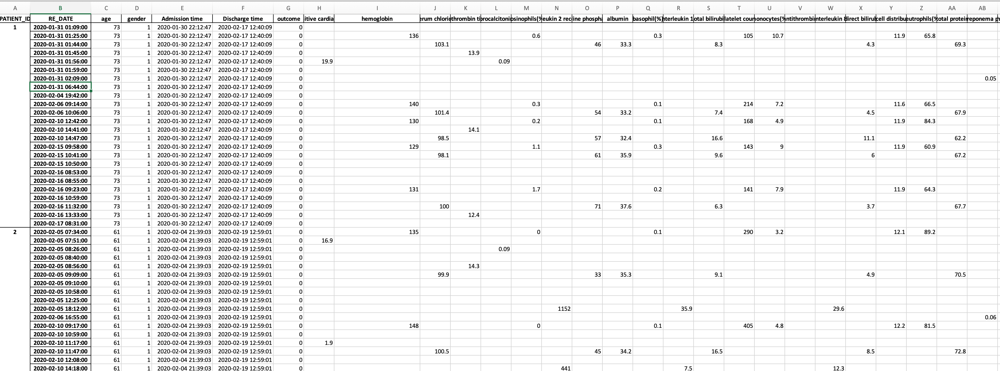 A B C D E F G H I J K L M N O P Q R S T U V W X Y Z AA AB
PATIENT_ID RE_DATE age gender Admission time Discharge time outcome itive cardia hemoglobin erum chlorid thrombin ti rocalcitonin osinophils(% eukin 2 rec ine phospha albumin basophil(%) nterleukin 1 otal bilirubi latelet coun onocytes(% ntithrombin nterleukin 8 direct bilirub cell distribu eutrophils(% total protein reponema p
1 2020-01-31 01:09:00 73 1 2020-01-30 22:12:47 2020-02-17 12:40:09 0
2020-01-31 01:25:00 73 1 2020-01-30 22:12:47 2020-02-17 12:40:09 0 136 0.6 0.3 105 10.7 11.9 65.8
2020-01-31 01:44:00 73 1 2020-01-30 22:12:47 2020-02-17 12:40:09 0 103.1 46 33.3 8.3 4.3 69.3
2020-01-31 01:45:00 73 1 2020-01-30 22:12:47 2020-02-17 12:40:09 0 13.9
2020-01-31 01:56:00 73 1 2020-01-30 22:12:47 2020-02-17 12:40:09 0 19.9 0.09
2020-01-31 01:59:00 73 1 2020-01-30 22:12:47 2020-02-17 12:40:09 0
2020-01-31 02:09:00 73 1 2020-01-30 22:12:47 2020-02-17 12:40:09 0 0.05
2020-01-31 06:44:00 73 1 2020-01-30 22:12:47 2020-02-17 12:40:09 0
2020-02-04 19:42:00 73 1 2020-01-30 22:12:47 2020-02-17 12:40:09 0
2020-02-06 09:14:00 73 1 2020-01-30 22:12:47 2020-02-17 12:40:09 0 140 0.3 0.1 214 7.2 11.6 66.5
2020-02-06 10:06:00 73 1 2020-01-30 22:12:47 2020-02-17 12:40:09 0 101.4 54 33.2 7.4 4.5 67.9
2020-02-10 12:42:00 73 1 2020-01-30 22:12:47 2020-02-17 12:40:09 0 130 0.2 0.1 168 4.9 11.9 84.3
2020-02-10 14:41:00 73 1 2020-01-30 22:12:47 2020-02-17 12:40:09 0 14.1
2020-02-10 14:47:00 73 1 2020-01-30 22:12:47 2020-02-17 12:40:09 0 98.5 57 32.4 16.6 11.1 62.2
2020-02-15 09:58:00 73 1 2020-01-30 22:12:47 2020-02-17 12:40:09 0 129 1.1 0.3 143 9 11.9 60.9
2020-02-15 10:41:00 73 1 2020-01-30 22:12:47 2020-02-17 12:40:09 0 98.1 61 35.9 9.6 6 67.2
2020-02-15 10:50:00 73 1 2020-01-30 22:12:47 2020-02-17 12:40:09 0
2020-02-16 08:53:00 73 1 2020-01-30 22:12:47 2020-02-17 12:40:09 0
2020-02-16 08:55:00 73 1 2020-01-30 22:12:47 2020-02-17 12:40:09 0
2020-02-16 09:23:00 73 1 2020-01-30 22:12:47 2020-02-17 12:40:09 0 131 1.7 0.2 141 7.9 11.9 64.3
2020-02-16 10:59:00 73 1 2020-01-30 22:12:47 2020-02-17 12:40:09 0
2020-02-16 11:32:00 73 1 2020-01-30 22:12:47 2020-02-17 12:40:09 0 100 71 37.6 6.3 3.7 67.7
2020-02-16 13:33:00 73 1 2020-01-30 22:12:47 2020-02-17 12:40:09 0 12.4
2020-02-17 08:31:00 73 1 2020-01-30 22:12:47 2020-02-17 12:40:09 0
2 2020-02-05 07:34:00 61 1 2020-02-04 21:39:03 2020-02-19 12:59:01 0 135 0 0.1 290 3.2 12.1 89.2
2020-02-05 07:51:00 61 1 2020-02-04 21:39:03 2020-02-19 12:59:01 0 16.9
2020-02-05 08:26:00 61 1 2020-02-04 21:39:03 2020-02-19 12:59:01 0 0.09
2020-02-05 08:40:00 61 1 2020-02-04 21:39:03 2020-02-19 12:59:01 0
2020-02-05 08:56:00 61 1 2020-02-04 21:39:03 2020-02-19 12:59:01 0 14.3
2020-02-05 09:09:00 61 1 2020-02-04 21:39:03 2020-02-19 12:59:01 0 99.9 33 35.3 9.1 4.9 70.5
2020-02-05 09:10:00 61 1 2020-02-04 21:39:03 2020-02-19 12:59:01 0
2020-02-05 10:58:00 61 1 2020-02-04 21:39:03 2020-02-19 12:59:01 0
2020-02-05 12:25:00 61 1 2020-02-04 21:39:03 2020-02-19 12:59:01 0
2020-02-05 18:12:00 61 1 2020-02-04 21:39:03 2020-02-19 12:59:01 0 1152 35.9 29.6
2020-02-06 16:55:00 61 1 2020-02-04 21:39:03 2020-02-19 12:59:01 0 0.06
2020-02-10 09:17:00 61 1 2020-02-04 21:39:03 2020-02-19 12:59:01 0 148 0 0.1 405 4.8 12.2 81.5
2020-02-10 10:59:00 61 1 2020-02-04 21:39:03 2020-02-19 12:59:01 0
2020-02-10 11:17:00 61 1 2020-02-04 21:39:03 2020-02-19 12:59:01 0 1.9
2020-02-10 11:47:00 61 1 2020-02-04 21:39:03 2020-02-19 12:59:01 0 100.5 45 34.2 16.5 8.5 72.8
2020-02-10 12:08:00 61 1 2020-02-04 21:39:03 2020-02-19 12:59:01 0
2020-02-10 14:18:00 61 1 2020-02-04 21:39:03 2020-02-19 12:59:01 0 441 7.5 12.3